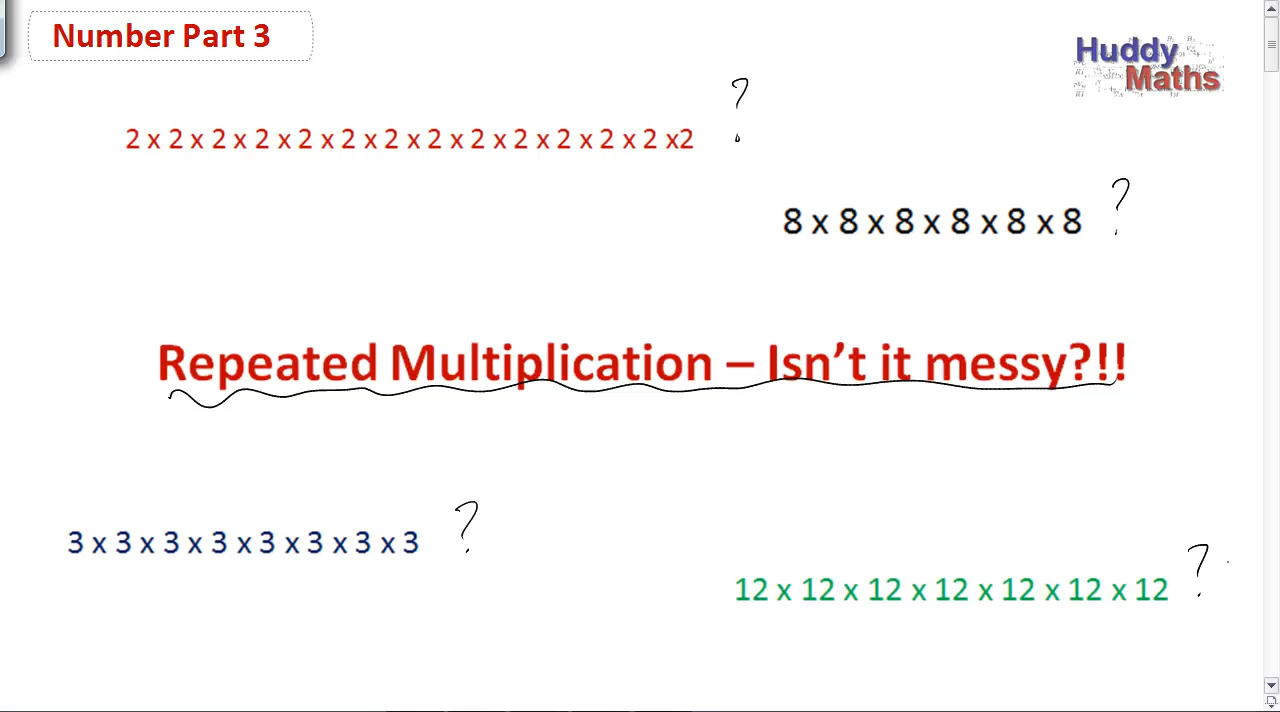 Number Part 3
Huddy
Maths
2 x 2 x 2 x 2 x 2 x 2 x 2 x 2 x 2 x 2 x 2 x 2 x 2 x2 ?
8 x 8 x 8 x 8 x 8 x 8 ?
Repeated Multiplication – Isn’t it messy?!!
3 x 3 x 3 x 3 x 3 x 3 x 3 x 3 ?
12 x 12 x 12 x 12 x 12 x 12 x 12 ?